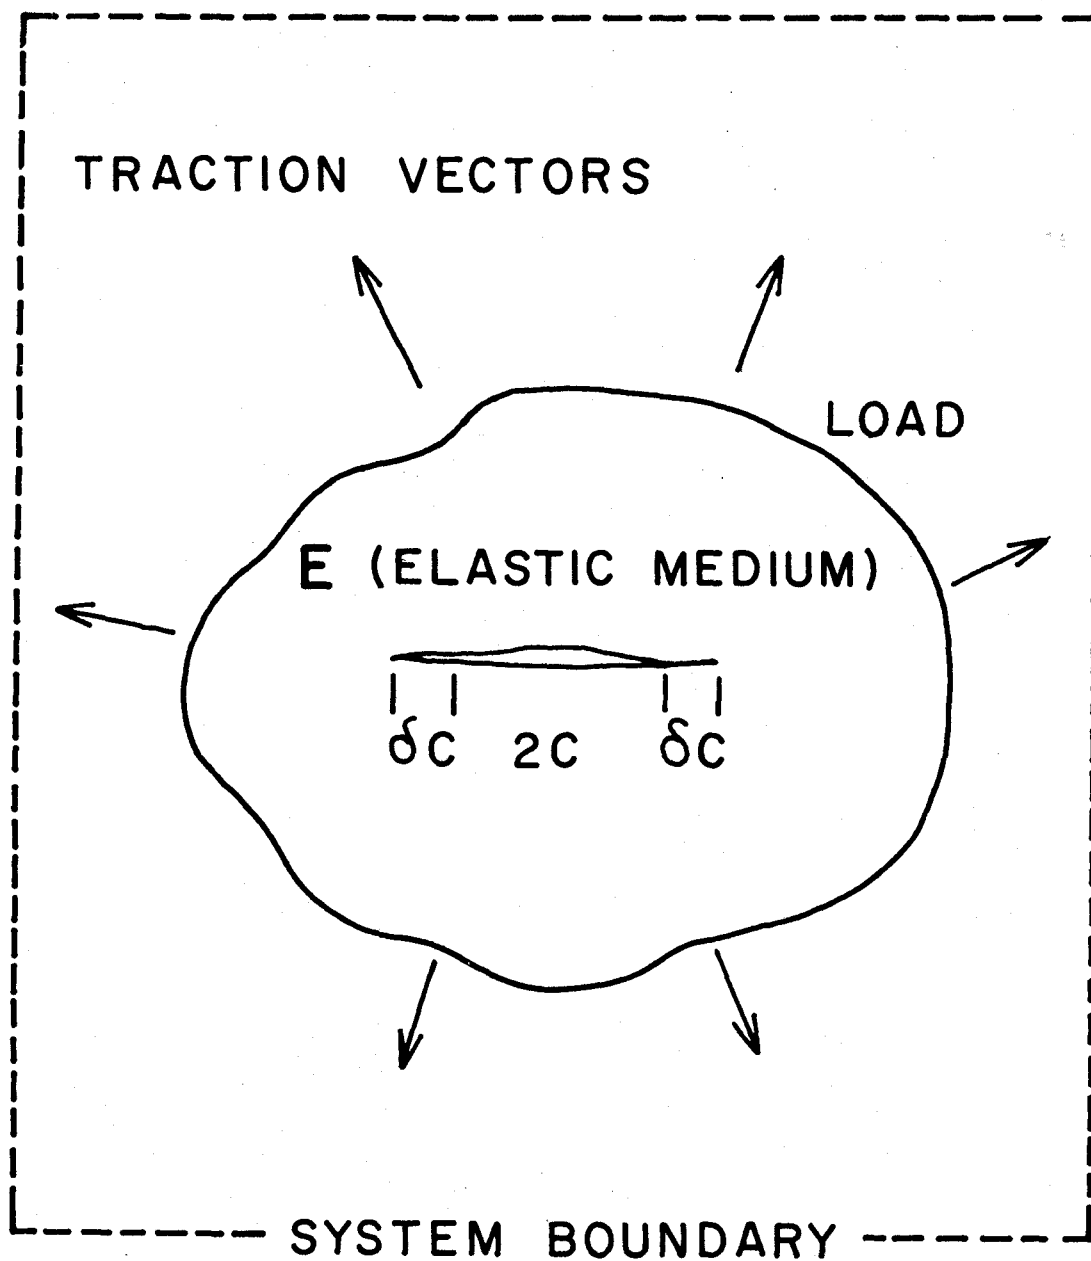 TRACTION VECTORS
LOAD
E (ELASTIC MEDIUM)
δC 2C δC
SYSTEM BOUNDARY